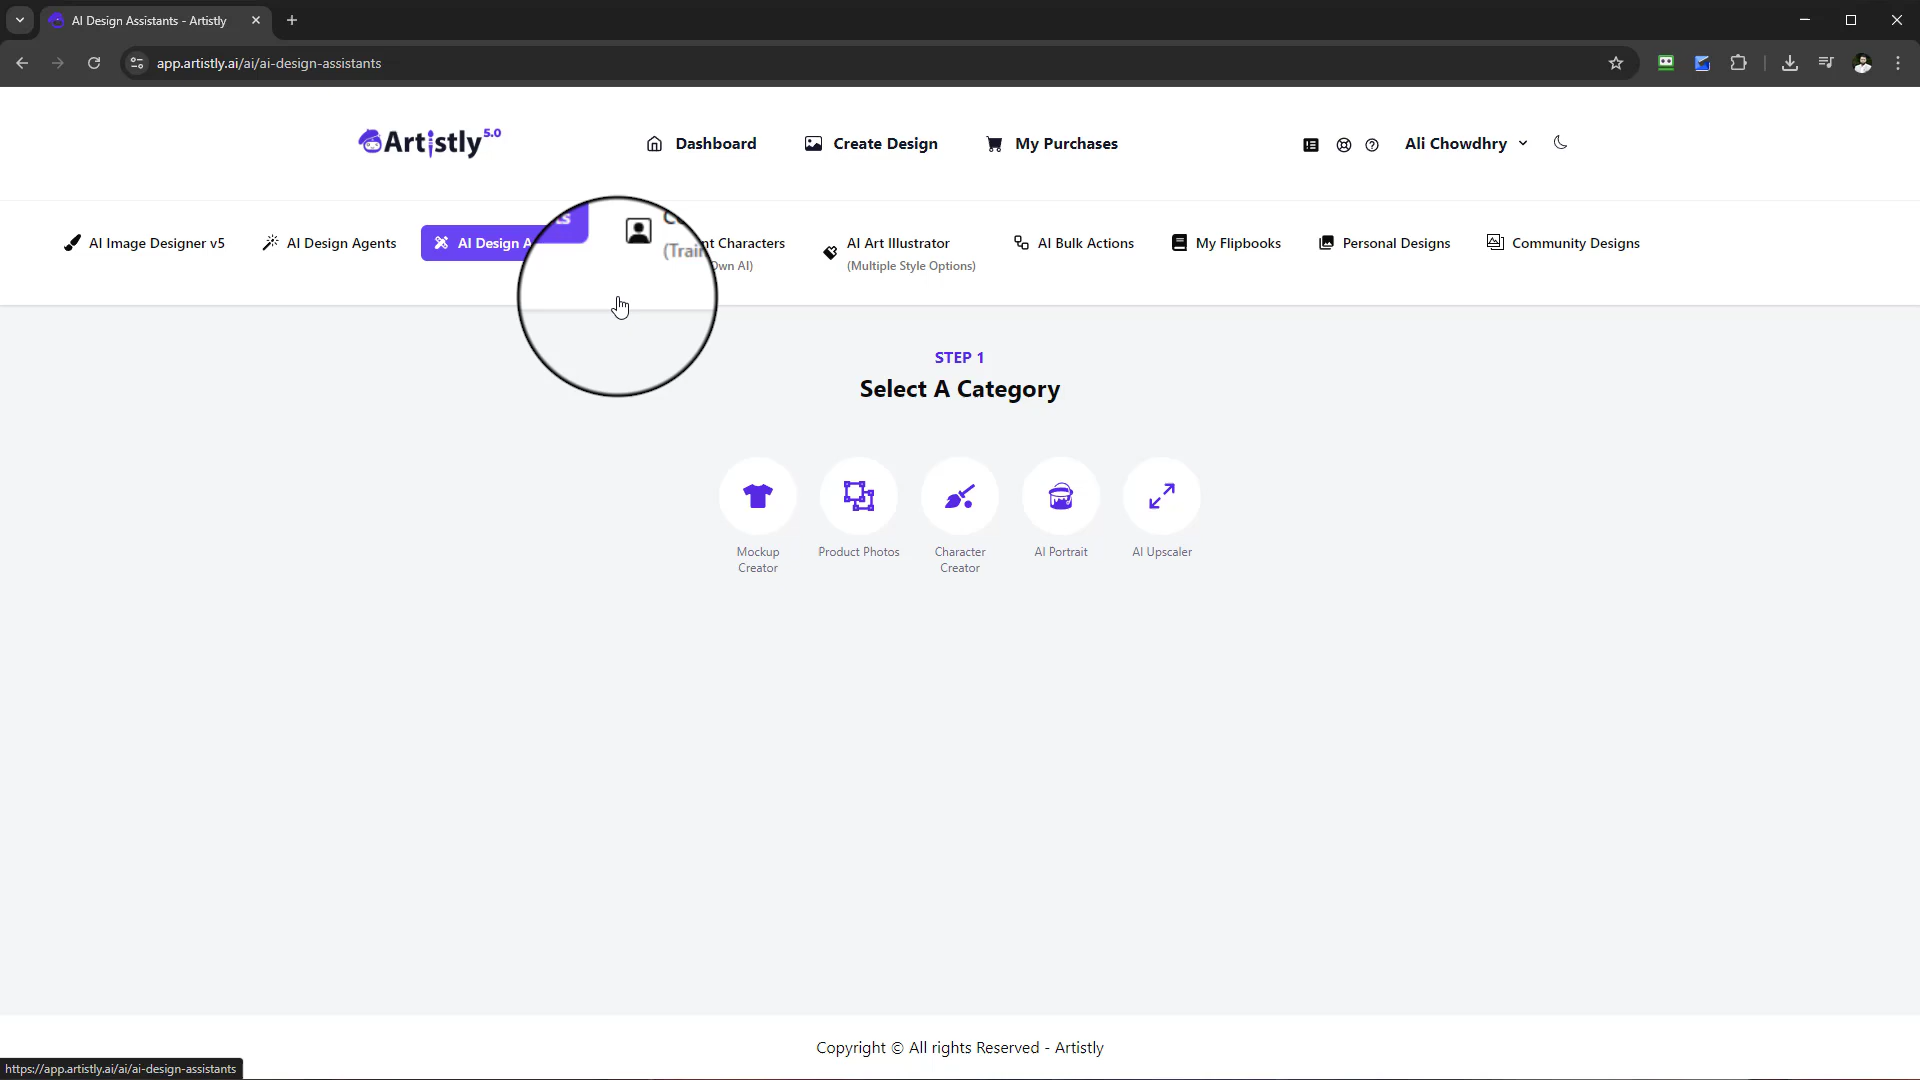 AI Design Assistants - Artistly
app.artistly.ai/ai/ai-design-assistants
Artistly 5.0
Dashboard
Create Design
My Purchases
Ali Chowdhry
AI Image Designer v5
AI Design Agents
AI Design A
nt Characters
(Trai
Own AI)
AI Art Illustrator
(Multiple Style Options)
AI Bulk Actions
My Flipbooks
Personal Designs
Community Designs
STEP 1
Select A Category
Mockup
Creator
Product Photos
Character
Creator
AI Portrait
AI Upscaler
Copyright © All rights Reserved - Artistly
https://app.artistly.ai/ai/ai-design-assistants